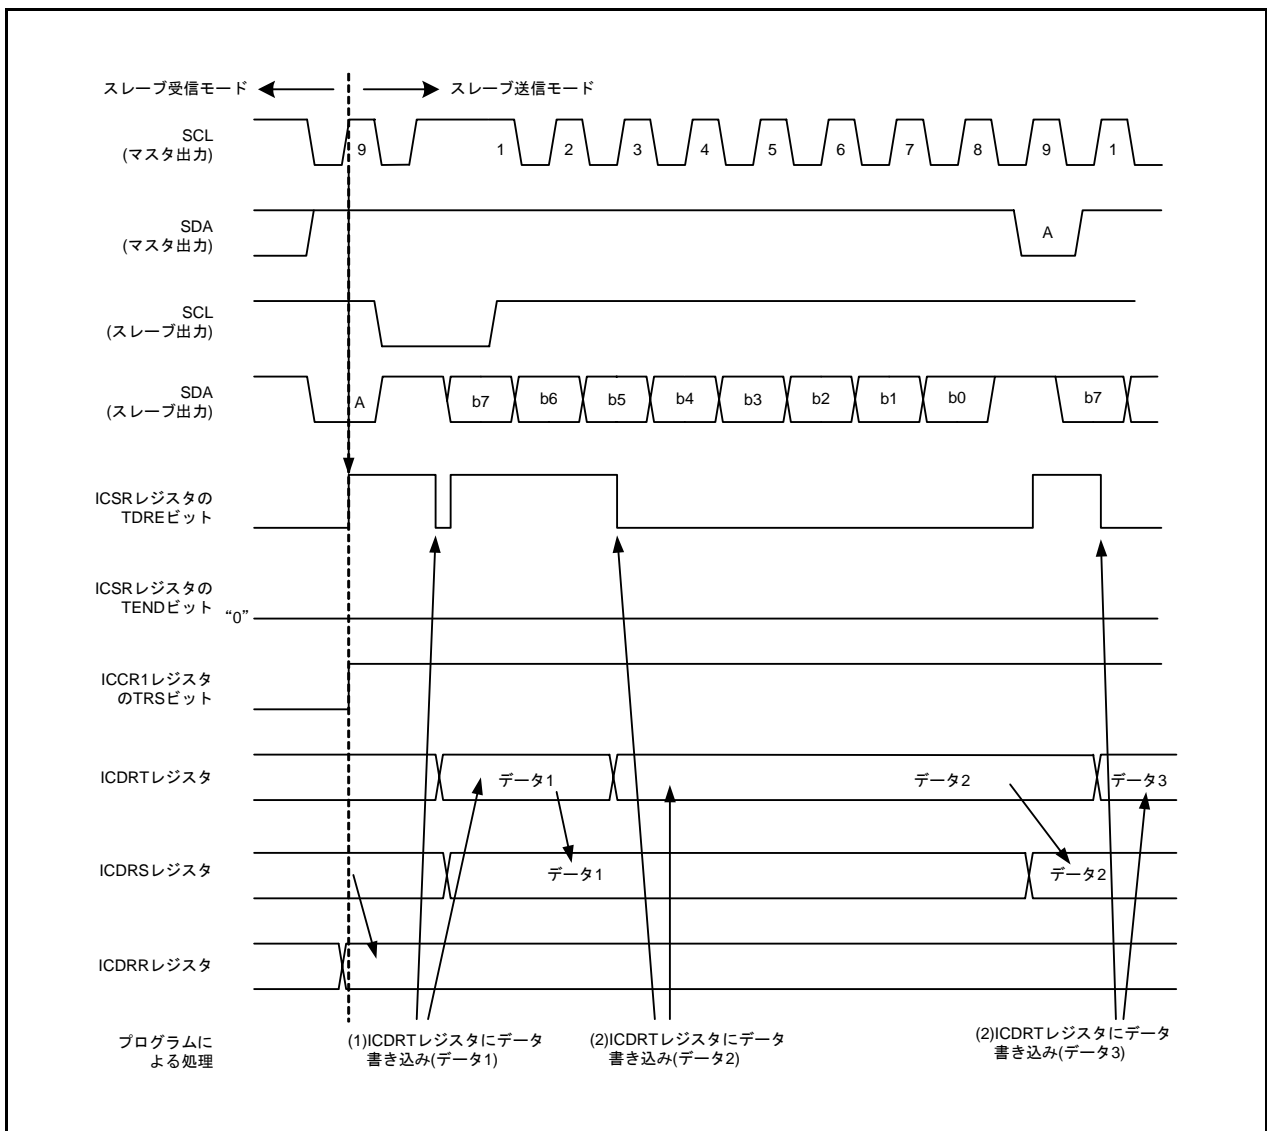 スレーブ受信モード
スレーブ送信モード
SCL
(マスタ出力)
9
1
2
3
4
5
6
7
8
9
1
SDA
(マスタ出力)
A
SCL
(スレーブ出力)
SDA
(スレーブ出力)
A
b7
b6
b5
b4
b3
b2
b1
b0
b7
ICSRレジスタの
TDREビット
ICSRレジスタの
TENDビット
“0”
ICCR1レジスタ
のTRSビット
ICDRTレジスタ
データ1
データ2
データ3
ICDRSレジスタ
データ1
データ2
ICDRRレジスタ
プログラムに
よる処理
(1)ICDRTレジスタにデータ
書き込み(データ1)
(2)ICDRTレジスタにデータ
書き込み(データ2)
(2)ICDRTレジスタにデータ
書き込み(データ3)